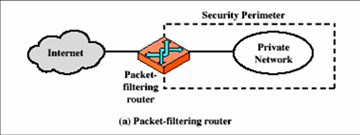 Security Perimeter
Internet
Private
Network
Packet-
filtering
router
(a) Packet-filtering router